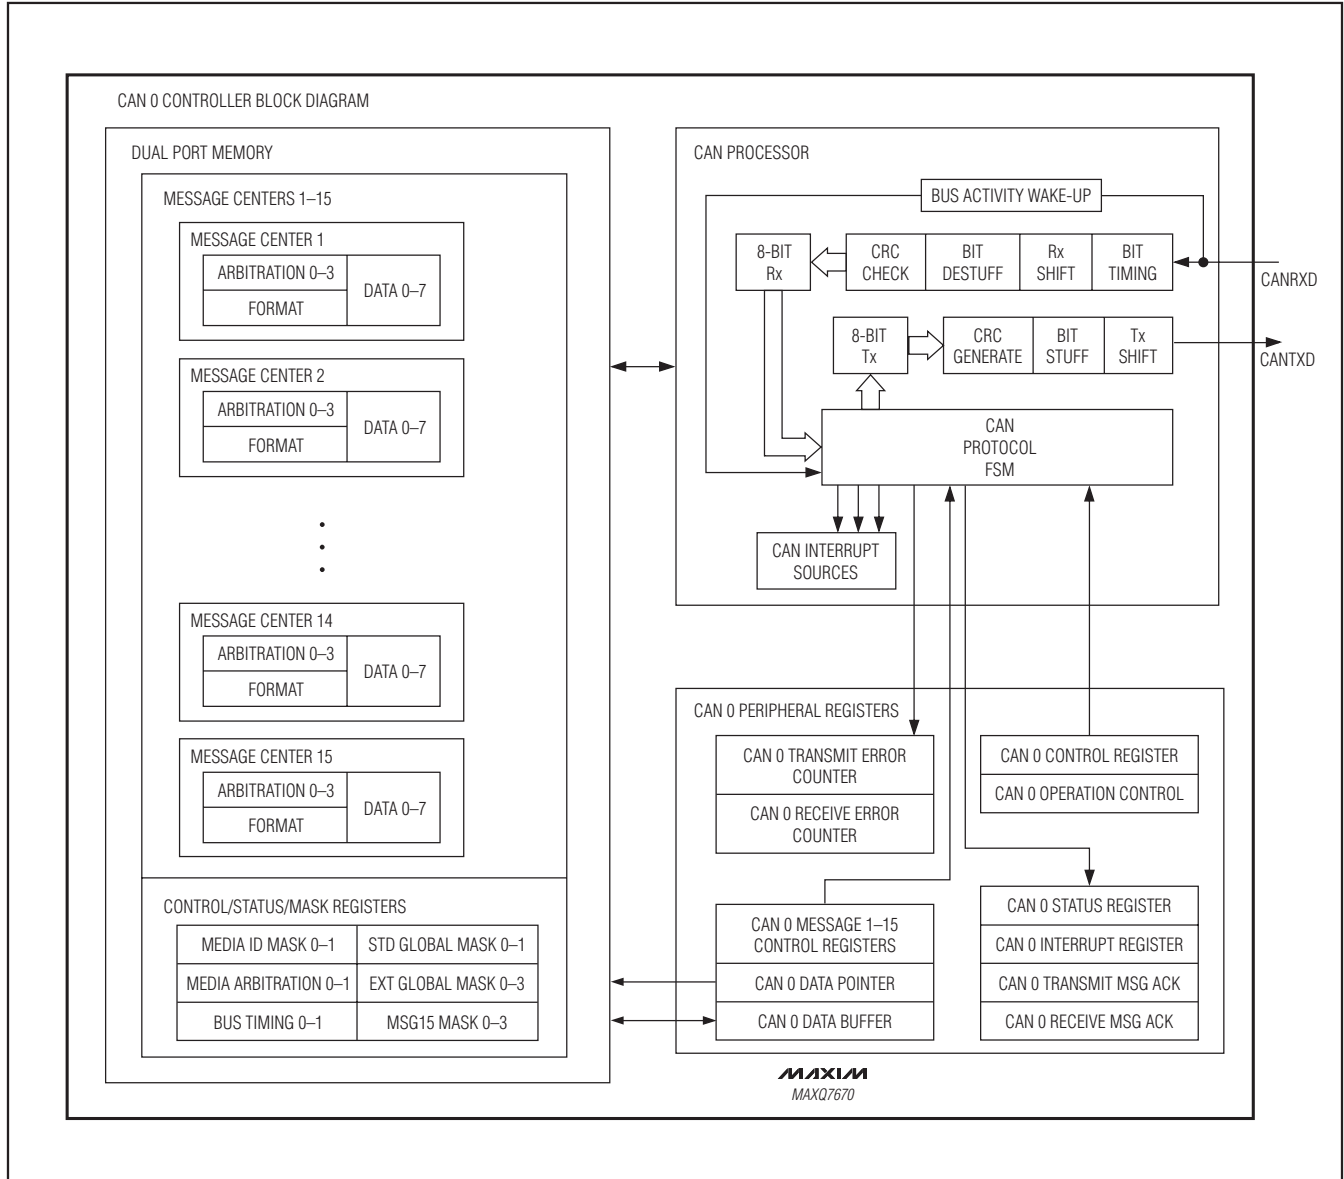 CAN 0 CONTROLLER BLOCK DIAGRAM
DUAL PORT MEMORY
MESSAGE CENTERS 1–15
MESSAGE CENTER 1
ARBITRATION 0–3
FORMAT
DATA 0–7
MESSAGE CENTER 2
ARBITRATION 0–3
FORMAT
DATA 0–7
MESSAGE CENTER 14
ARBITRATION 0–3
FORMAT
DATA 0–7
MESSAGE CENTER 15
ARBITRATION 0–3
FORMAT
DATA 0–7
CONTROL/STATUS/MASK REGISTERS
MEDIA ID MASK 0–1
STD GLOBAL MASK 0–1
MEDIA ARBITRATION 0–1
EXT GLOBAL MASK 0–3
BUS TIMING 0–1
MSG15 MASK 0–3
CAN PROCESSOR
BUS ACTIVITY WAKE-UP
8-BIT
Rx
CRC
CHECK
BIT
DESTUFF
Rx
SHIFT
BIT
TIMING
CANRXD
8-BIT
Tx
CRC
GENERATE
BIT
STUFF
Tx
SHIFT
CANTXD
CAN
PROTOCOL
FSM
CAN INTERRUPT
SOURCES
CAN 0 PERIPHERAL REGISTERS
CAN 0 TRANSMIT ERROR
COUNTER
CAN 0 RECEIVE ERROR
COUNTER
CAN 0 CONTROL REGISTER
CAN 0 OPERATION CONTROL
CAN 0 MESSAGE 1–15
CONTROL REGISTERS
CAN 0 DATA POINTER
CAN 0 DATA BUFFER
CAN 0 STATUS REGISTER
CAN 0 INTERRUPT REGISTER
CAN 0 TRANSMIT MSG ACK
CAN 0 RECEIVE MSG ACK
MAXIM
MAXQ7670